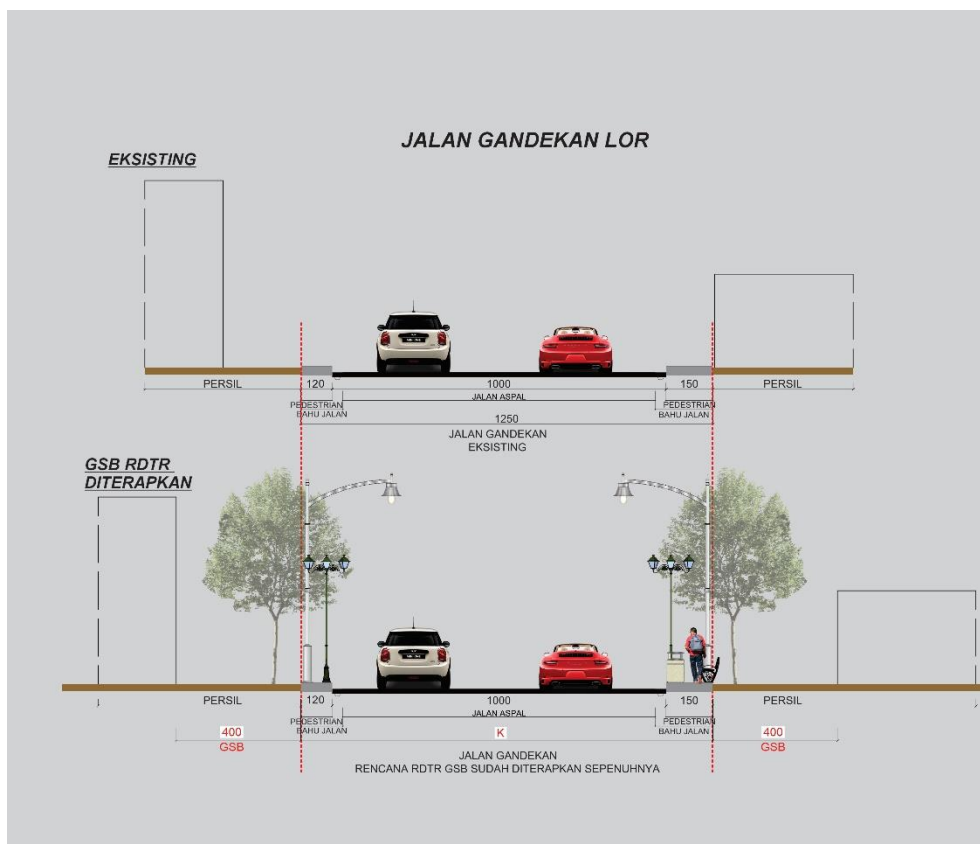 JALAN GANDEKAN LOR
EKSISTING
PERSIL 120 1000 150 PERSIL
PEDESTRIAN JALAN ASPAL PEDESTRIAN
BAHU JALAN BAHU JALAN
1250
JALAN GANDEKAN
EKSISTING
GSB RDTR
DITERAPKAN
PERSIL 120 1000 150 PERSIL
PEDESTRIAN JALAN ASPAL PEDESTRIAN
BAHU JALAN BAHU JALAN
400 K 400
GSB GSB
JALAN GANDEKAN
RENCANA RDTR GSB SUDAH DITERAPKAN SEPENUHNYA